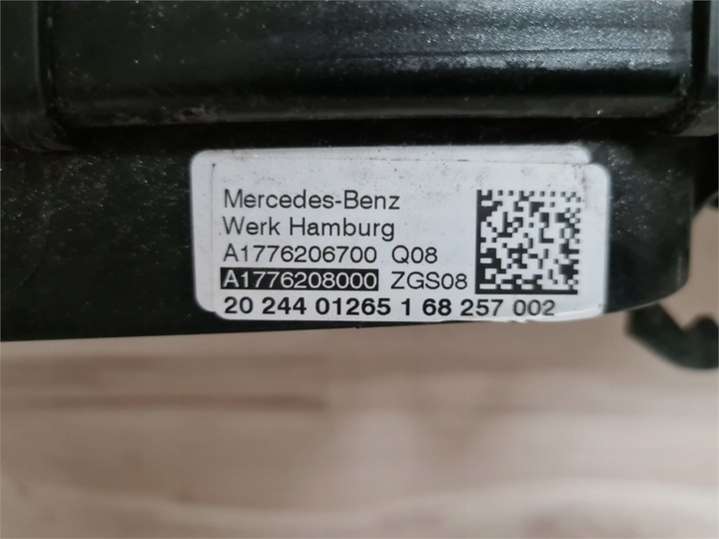 Mercedes-Benz
Werk Hamburg
A1776206700 Q08
A1776208000 ZGS08
20 244 01265 1 68 257 002